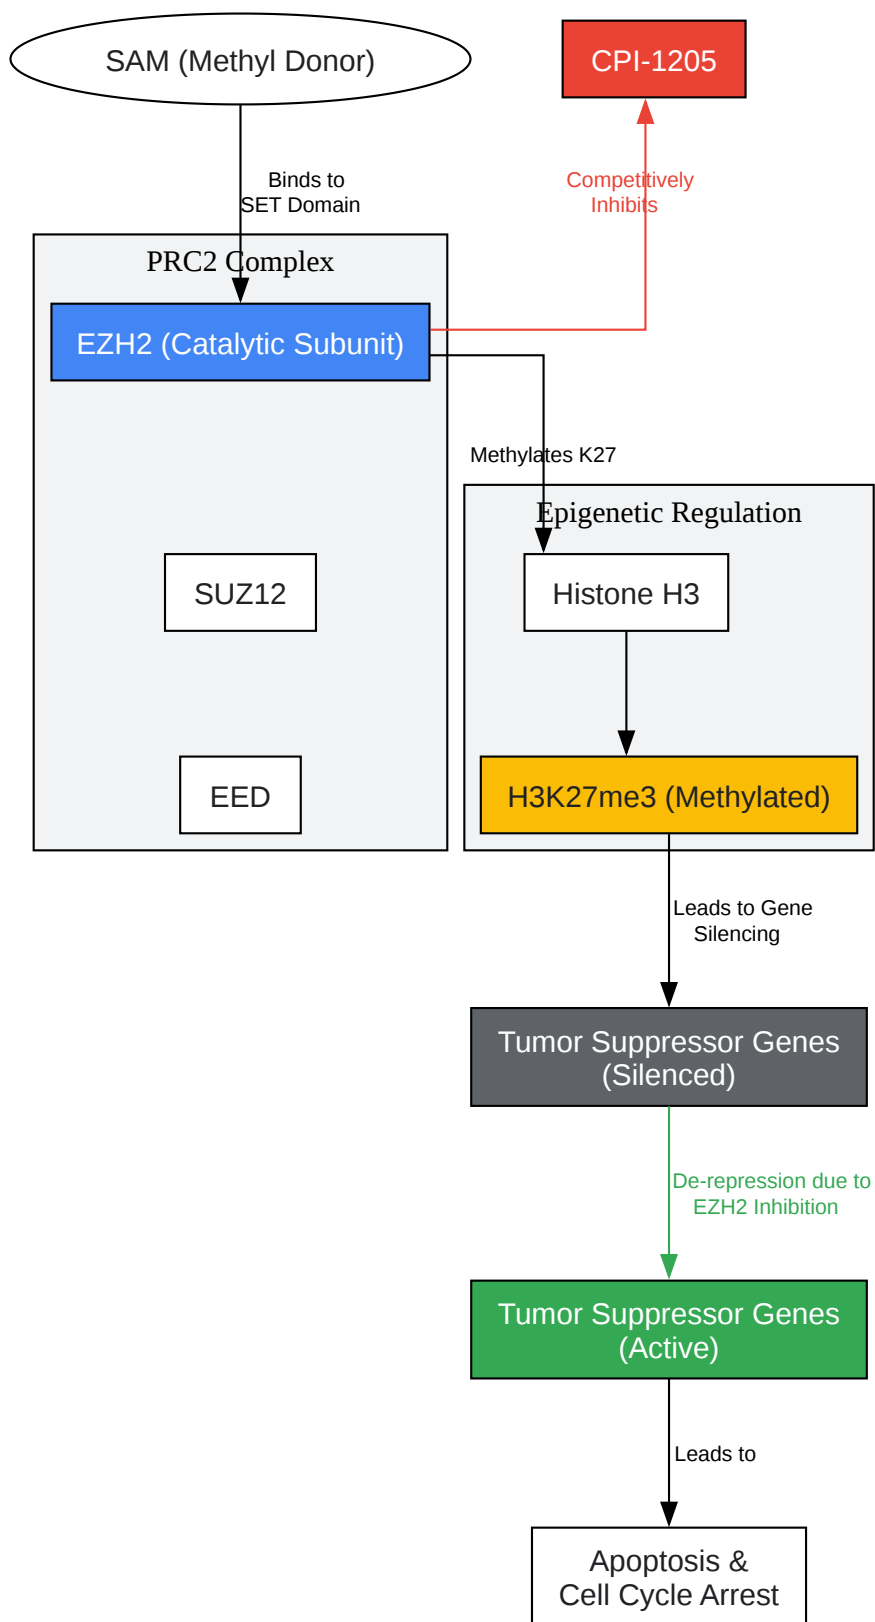 SAM (Methyl Donor)
CPI-1205
Binds to
SET Domain
Competitively
Inhibits
PRC2 Complex
EZH2 (Catalytic Subunit)
Methylates K27
Epigenetic Regulation
SUZ12
Histone H3
EED
H3K27me3 (Methylated)
Leads to Gene
Silencing
Tumor Suppressor Genes
(Silenced)
De-repression due to
EZH2 Inhibition
Tumor Suppressor Genes
(Active)
Leads to
Apoptosis &
Cell Cycle Arrest